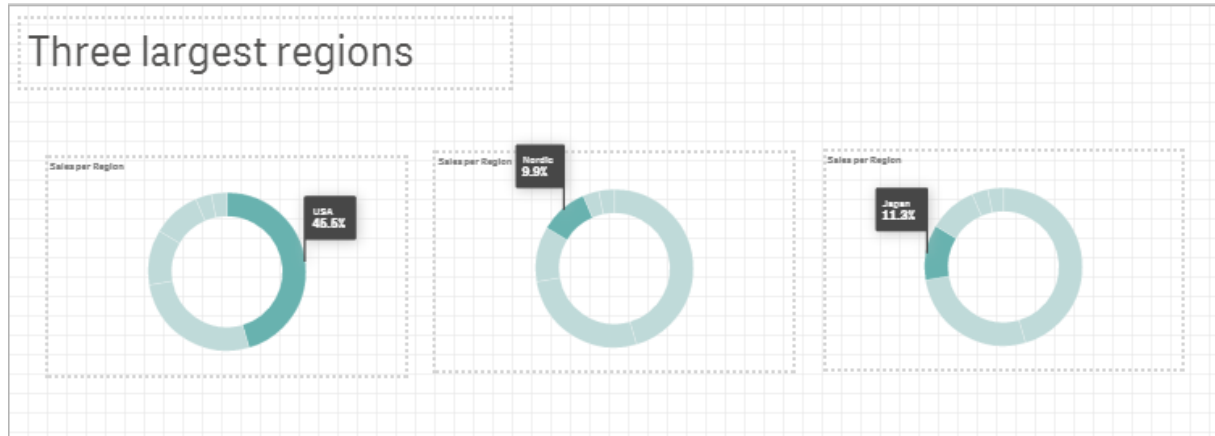 Three largest regions
Sales per Region
USA
45.5%
Sales per Region
Nordic
9.9%
Sales per Region
Japan
11.3%